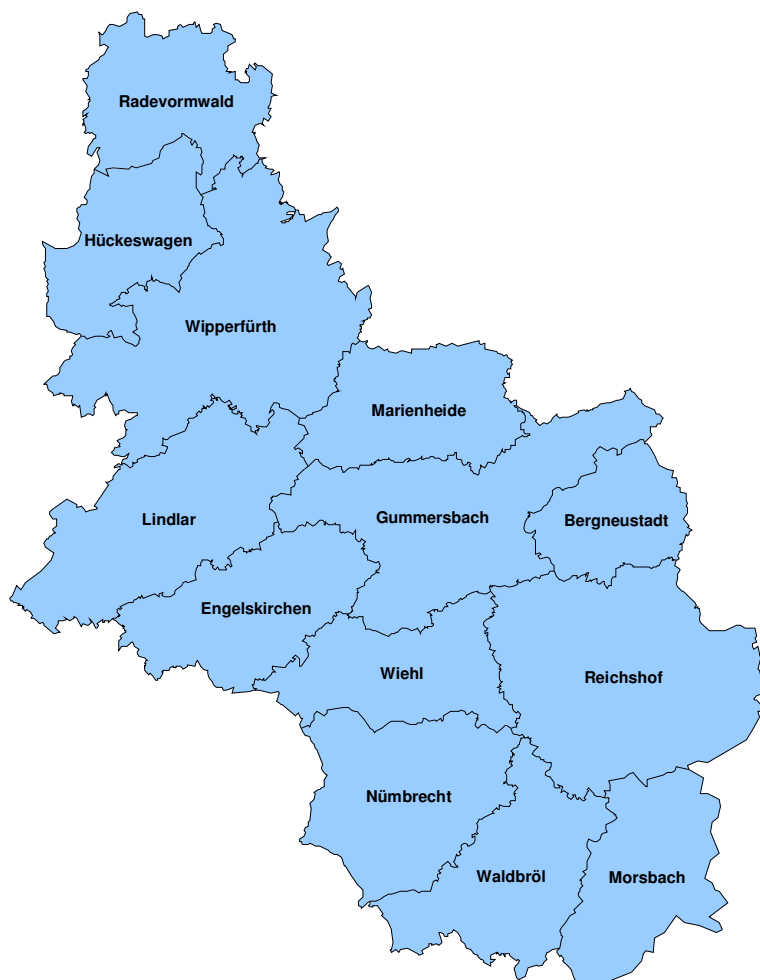 Radevormwald
Hückeswagen
Wipperfürth
Marienheide
Lindlar
Gummersbach
Bergneustadt
Engelskirchen
Wiehl
Reichshof
Nümbrecht
Waldbröl
Morsbach